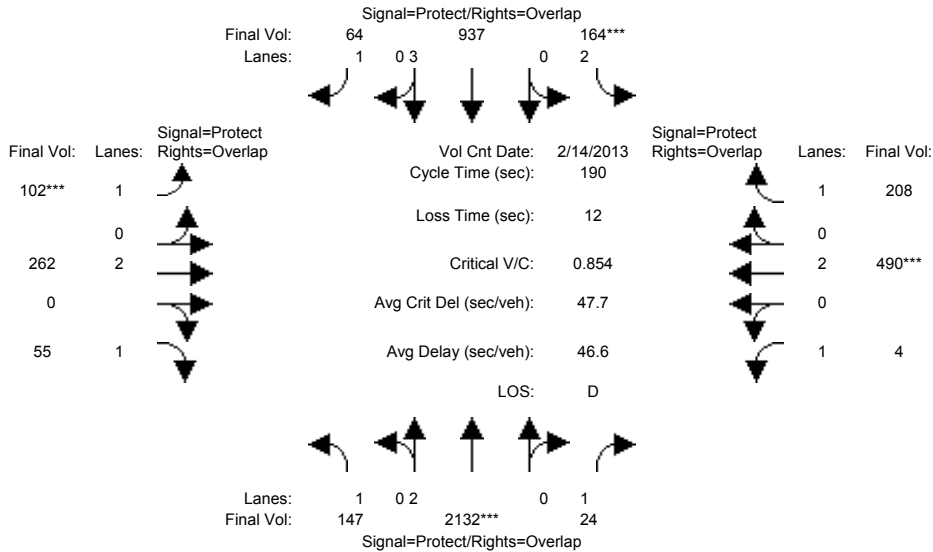 Signal=Protect/Rights=Overlap
Final Vol: 64 937 164***
Lanes: 1 0 3 0 2
Signal=Protect
Final Vol: Lanes: Rights=Overlap
Vol Cnt Date: 2/14/2013
Signal=Protect
Rights=Overlap Lanes: Final Vol:
Cycle Time (sec): 190
102*** 1
1 208
Loss Time (sec): 12
0
0
262 2
Critical V/C: 0.854
2 490***
0
Avg Crit Del (sec/veh): 47.7
0
55 1
Avg Delay (sec/veh): 46.6
1 4
LOS: D
Lanes: 1 0 2 0 1
Final Vol: 147 2132*** 24
Signal=Protect/Rights=Overlap